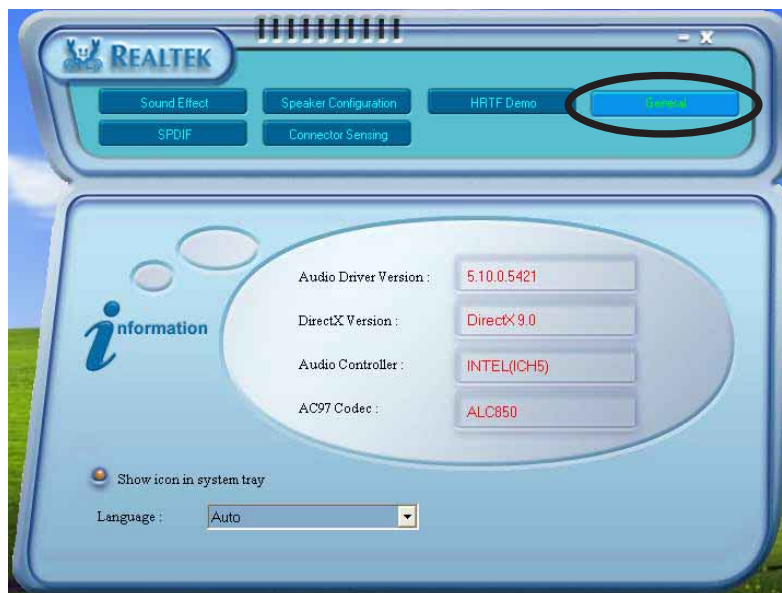 REALTEK
- X
Sound Effect
Speaker Configuration
HRTF Demo
General
SPDIF
Connector Sensing
information
Audio Driver Version :
5.10.0.5421
DirectX Version :
DirectX 9.0
Audio Controller :
INTEL(ICH5)
AC97 Codec :
ALC850
Show icon in system tray
Language :
Auto